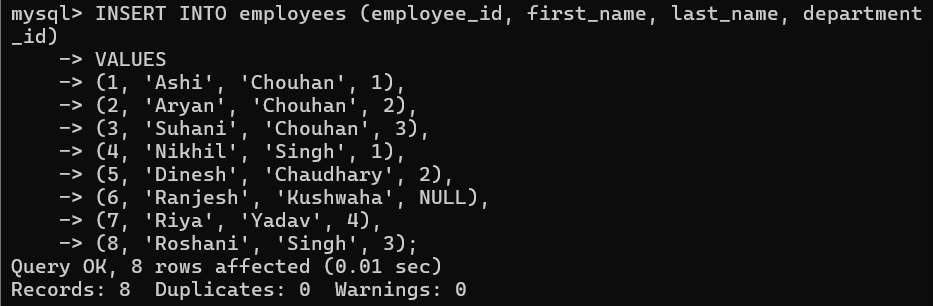 mysql> INSERT INTO employees (employee_id, first_name, last_name, department
_id)
    -> VALUES
    -> (1, 'Ashi', 'Chouhan', 1),
    -> (2, 'Aryan', 'Chouhan', 2),
    -> (3, 'Suhani', 'Chouhan', 3),
    -> (4, 'Nikhil', 'Singh', 1),
    -> (5, 'Dinesh', 'Chaudhary', 2),
    -> (6, 'Ranjesh', 'Kushwaha', NULL),
    -> (7, 'Riya', 'Yadav', 4),
    -> (8, 'Roshani', 'Singh', 3);
Query OK, 8 rows affected (0.01 sec)
Records: 8  Duplicates: 0  Warnings: 0